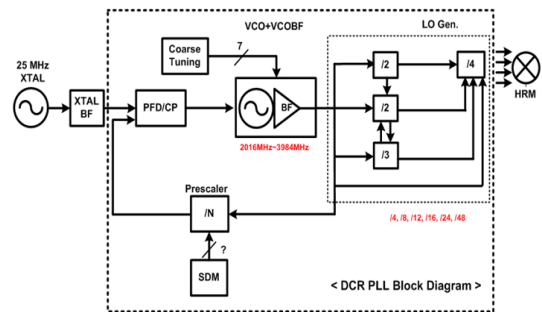 VCO+VCOBF
LO Gen.
Coarse
Tuning
7
/2
/4
25 MHz
XTAL
XTAL
BF
PFD/CP
BF
/2
HRM
2016MHz~3984MHz
/3
Prescaler
/N
/4, /8, /12, /16, /24, /48
?
SDM
< DCR PLL Block Diagram >